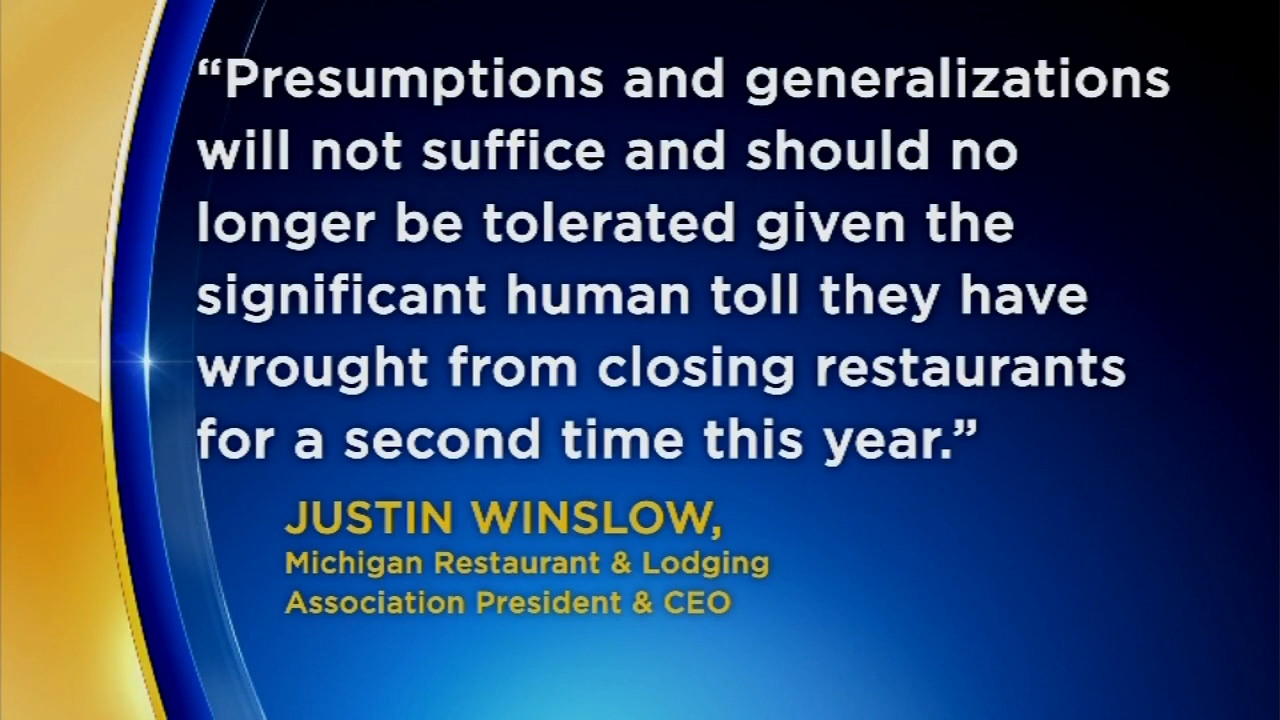 “Presumptions and generalizations
will not suffice and should no
longer be tolerated given the
significant human toll they have
wrought from closing restaurants
for a second time this year.”
JUSTIN WINSLOW,
Michigan Restaurant & Lodging
Association President & CEO